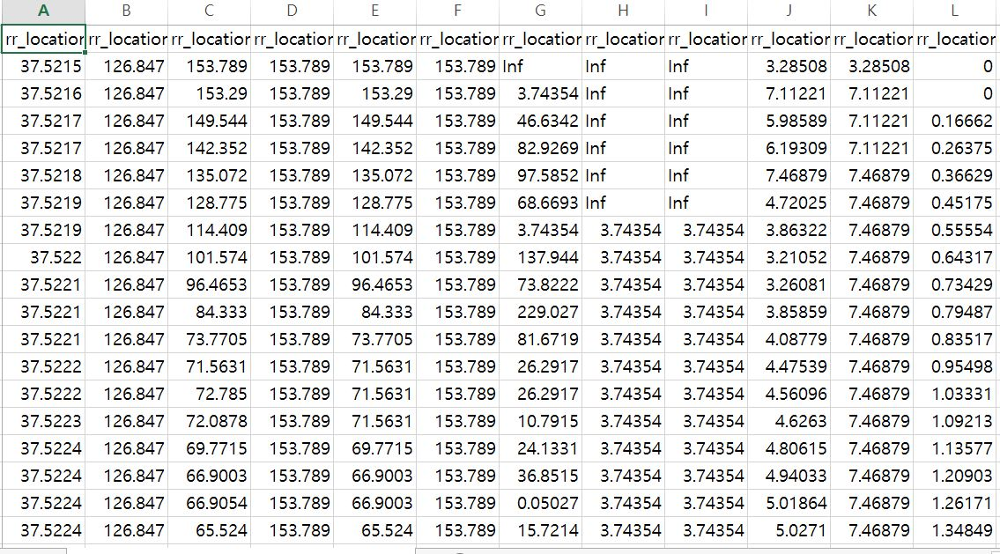 A B C D E F G H I J K L
rr_location rr_location rr_location rr_location rr_location rr_location rr_location rr_location rr_location rr_location rr_location rr_location
37.5215 126.847 153.789 153.789 153.789 153.789 Inf Inf Inf 3.28508 3.28508 0
37.5216 126.847 153.29 153.789 153.29 153.789 3.74354 Inf Inf 7.11221 7.11221 0
37.5217 126.847 149.544 153.789 149.544 153.789 46.6342 Inf Inf 5.98589 7.11221 0.16662
37.5217 126.847 142.352 153.789 142.352 153.789 82.9269 Inf Inf 6.19309 7.11221 0.26375
37.5218 126.847 135.072 153.789 135.072 153.789 97.5852 Inf Inf 7.46879 7.46879 0.36629
37.5219 126.847 128.775 153.789 128.775 153.789 68.6693 Inf Inf 4.72025 7.46879 0.45175
37.5219 126.847 114.409 153.789 114.409 153.789 3.74354 3.74354 3.74354 3.86322 7.46879 0.55554
37.522 126.847 101.574 153.789 101.574 153.789 137.944 3.74354 3.74354 3.21052 7.46879 0.64317
37.5221 126.847 96.4653 153.789 96.4653 153.789 73.8222 3.74354 3.74354 3.26081 7.46879 0.73429
37.5221 126.847 84.333 153.789 84.333 153.789 229.027 3.74354 3.74354 3.85859 7.46879 0.79487
37.5221 126.847 73.7705 153.789 73.7705 153.789 81.6719 3.74354 3.74354 4.08779 7.46879 0.83517
37.5222 126.847 71.5631 153.789 71.5631 153.789 26.2917 3.74354 3.74354 4.47539 7.46879 0.95498
37.5222 126.847 72.785 153.789 71.5631 153.789 26.2917 3.74354 3.74354 4.56096 7.46879 1.03331
37.5223 126.847 72.0878 153.789 71.5631 153.789 10.7915 3.74354 3.74354 4.6263 7.46879 1.09213
37.5224 126.847 69.7715 153.789 69.7715 153.789 24.1331 3.74354 3.74354 4.80615 7.46879 1.13577
37.5224 126.847 66.9003 153.789 66.9003 153.789 36.8515 3.74354 3.74354 4.94033 7.46879 1.20903
37.5224 126.847 66.9054 153.789 66.9003 153.789 0.05027 3.74354 3.74354 5.01864 7.46879 1.26171
37.5224 126.847 65.524 153.789 65.524 153.789 15.7214 3.74354 3.74354 5.0271 7.46879 1.34849